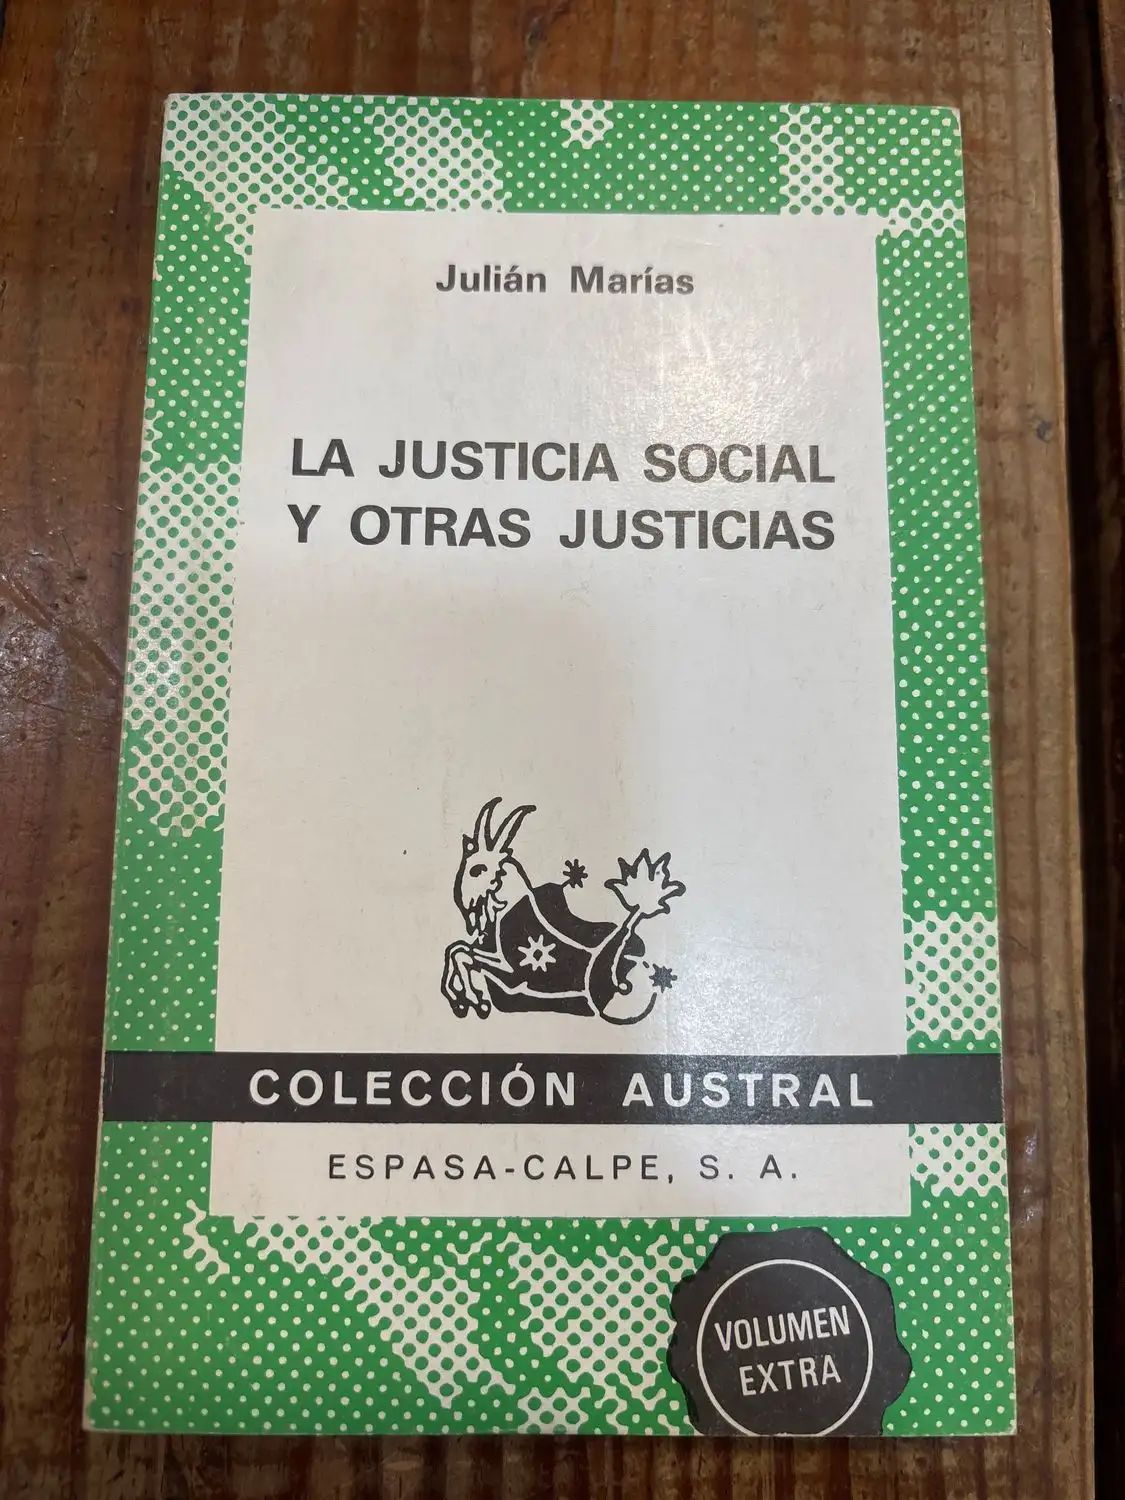 Julián Marías
LA JUSTICIA SOCIAL
Y OTRAS JUSTICIAS
COLECCIÓN AUSTRAL
ESPASA-CALPE, S. A.
VOLUMEN
EXTRA